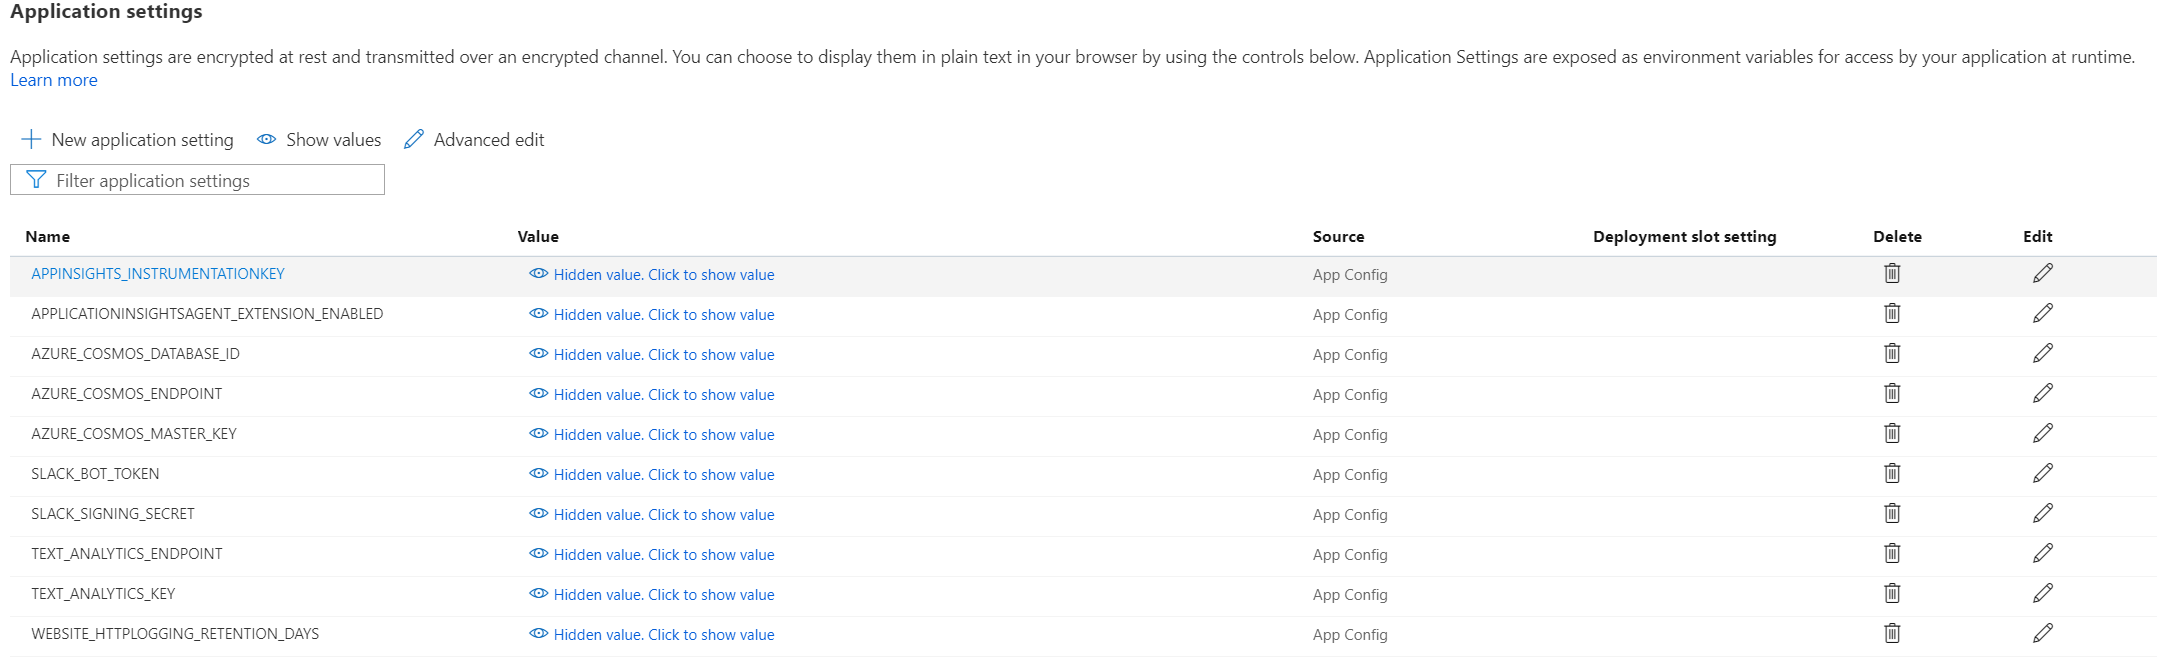 Application settings
Application settings are encrypted at rest and transmitted over an encrypted channel. You can choose to display them in plain text in your browser by using the controls below. Application Settings are exposed as environment variables for access by your application at runtime.
Learn more
New application setting Show values Advanced edit
Filter application settings
Name Value Source Deployment slot setting Delete Edit
APPINSIGHTS_INSTRUMENTATIONKEY Hidden value. Click to show value App Config
APPLICATIONINSIGHTSAGENT_EXTENSION_ENABLED Hidden value. Click to show value App Config
AZURE_COSMOS_DATABASE_ID Hidden value. Click to show value App Config
AZURE_COSMOS_ENDPOINT Hidden value. Click to show value App Config
AZURE_COSMOS_MASTER_KEY Hidden value. Click to show value App Config
SLACK_BOT_TOKEN Hidden value. Click to show value App Config
SLACK_SIGNING_SECRET Hidden value. Click to show value App Config
TEXT_ANALYTICS_ENDPOINT Hidden value. Click to show value App Config
TEXT_ANALYTICS_KEY Hidden value. Click to show value App Config
WEBSITE_HTTPLOGGING_RETENTION_DAYS Hidden value. Click to show value App Config